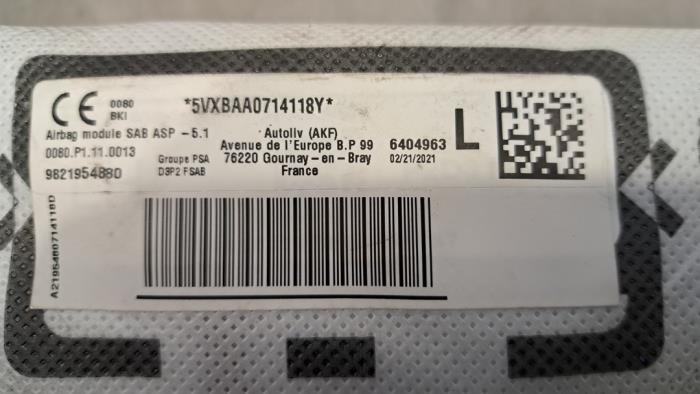 CE 0080 BKI *5VXBAA0714118Y*
Airbag module SAB ASP -5.1
0080.P1.11.0013
9821954880
Groupe PSA
D3P2 FSAB
Autoliv (AKF)
Avenue de l'Europe B.P 99
76220 Gournay-en-Bray
France
6404963
02/21/2021
L
A2195480714118D